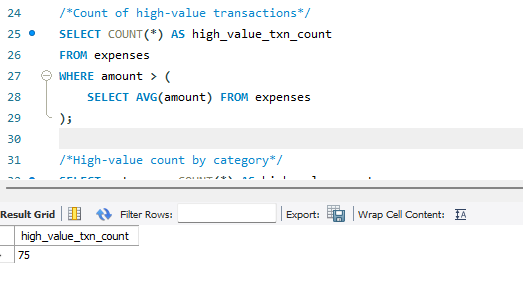 24 /*Count of high-value transactions*/
25 SELECT COUNT(*) AS high_value_txn_count
26 FROM expenses
27 WHERE amount > (
28 SELECT AVG(amount) FROM expenses
29 );
30
31 /*High-value count by category*/
Result Grid Filter Rows: Export: Wrap Cell Content: IA
high_value_txn_count
75